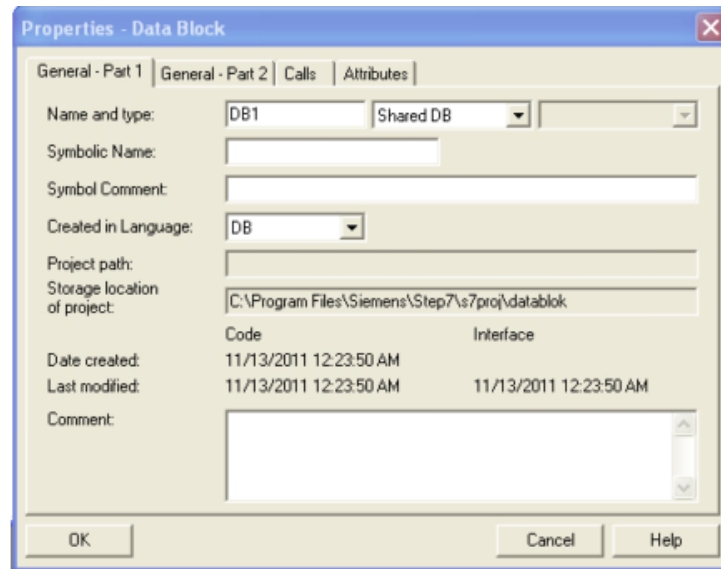 Properties - Data Block
General - Part 1 General - Part 2 Calls Attributes
Name and type: DB1 Shared DB
Symbolic Name:
Symbol Comment:
Created in Language: DB
Project path:
Storage location
of project: C:\Program Files\Siemens\Step7\s7proj\datablok
Code Interface
Date created: 11/13/2011 12:23:50 AM
Last modified: 11/13/2011 12:23:50 AM 11/13/2011 12:23:50 AM
Comment:
OK Cancel Help